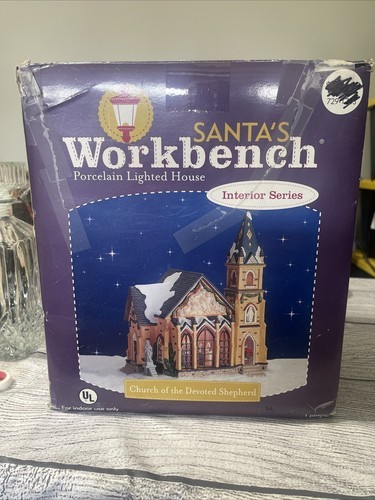 SANTA'S
Workbench
Porcelain Lighted House
Interior Series
Church of the Devoted Shepherd
UL
For indoor use only